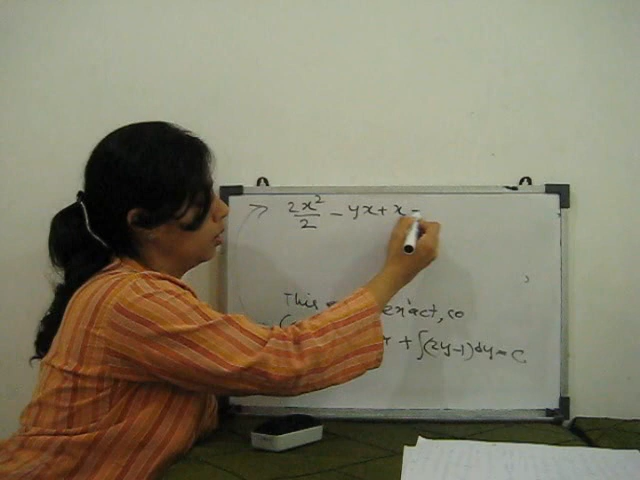 ⇒ 2x²/2 - yx + x -
This exact, so
+ ∫(2y-1)dy = C